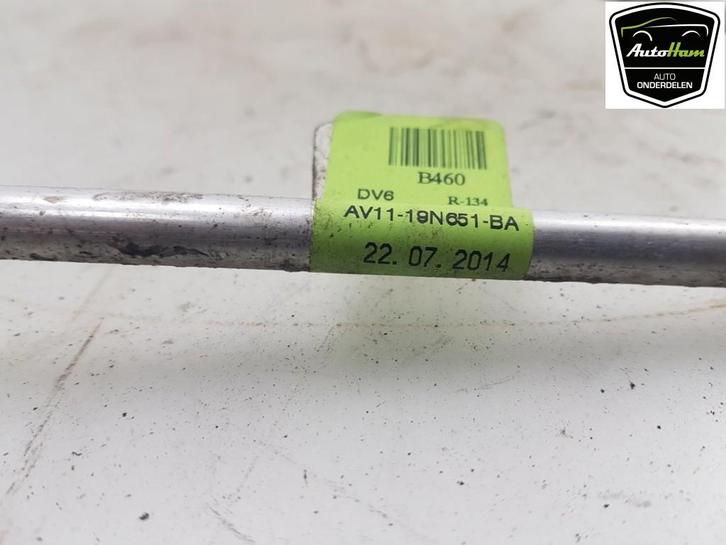 AutoHam
AUTO
ONDERDELEN
B460
DV6 R-134
AV11-19N651-BA
22. 07. 2014